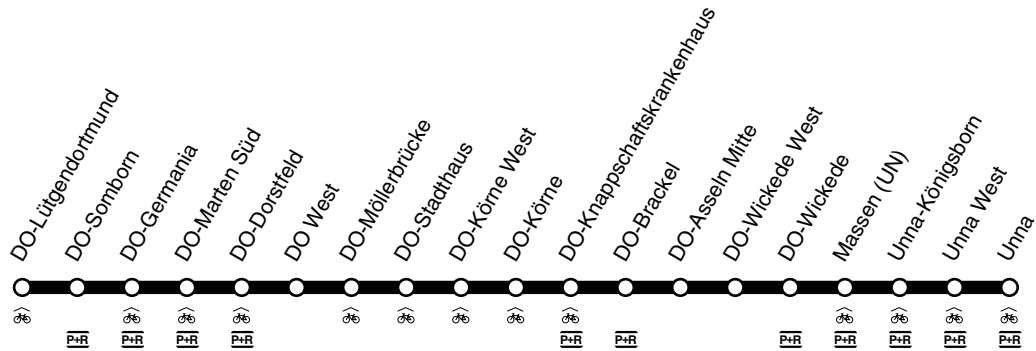 DO-Lütgendortmund
DO-Somborn
DO-Germania
DO-Marten Süd
DO-Dorstfeld
DO West
DO-Möllerbrücke
DO-Stadthaus
DO-Körne West
DO-Körne
DO-Knappschaftskrankenhaus
DO-Brackel
DO-Asseln Mitte
DO-Wickede West
DO-Wickede
Massen (UN)
Unna-Königsborn
Unna West
Unna
P+R
P+R
P+R
P+R
P+R
P+R
P+R
P+R
P+R
P+R
P+R